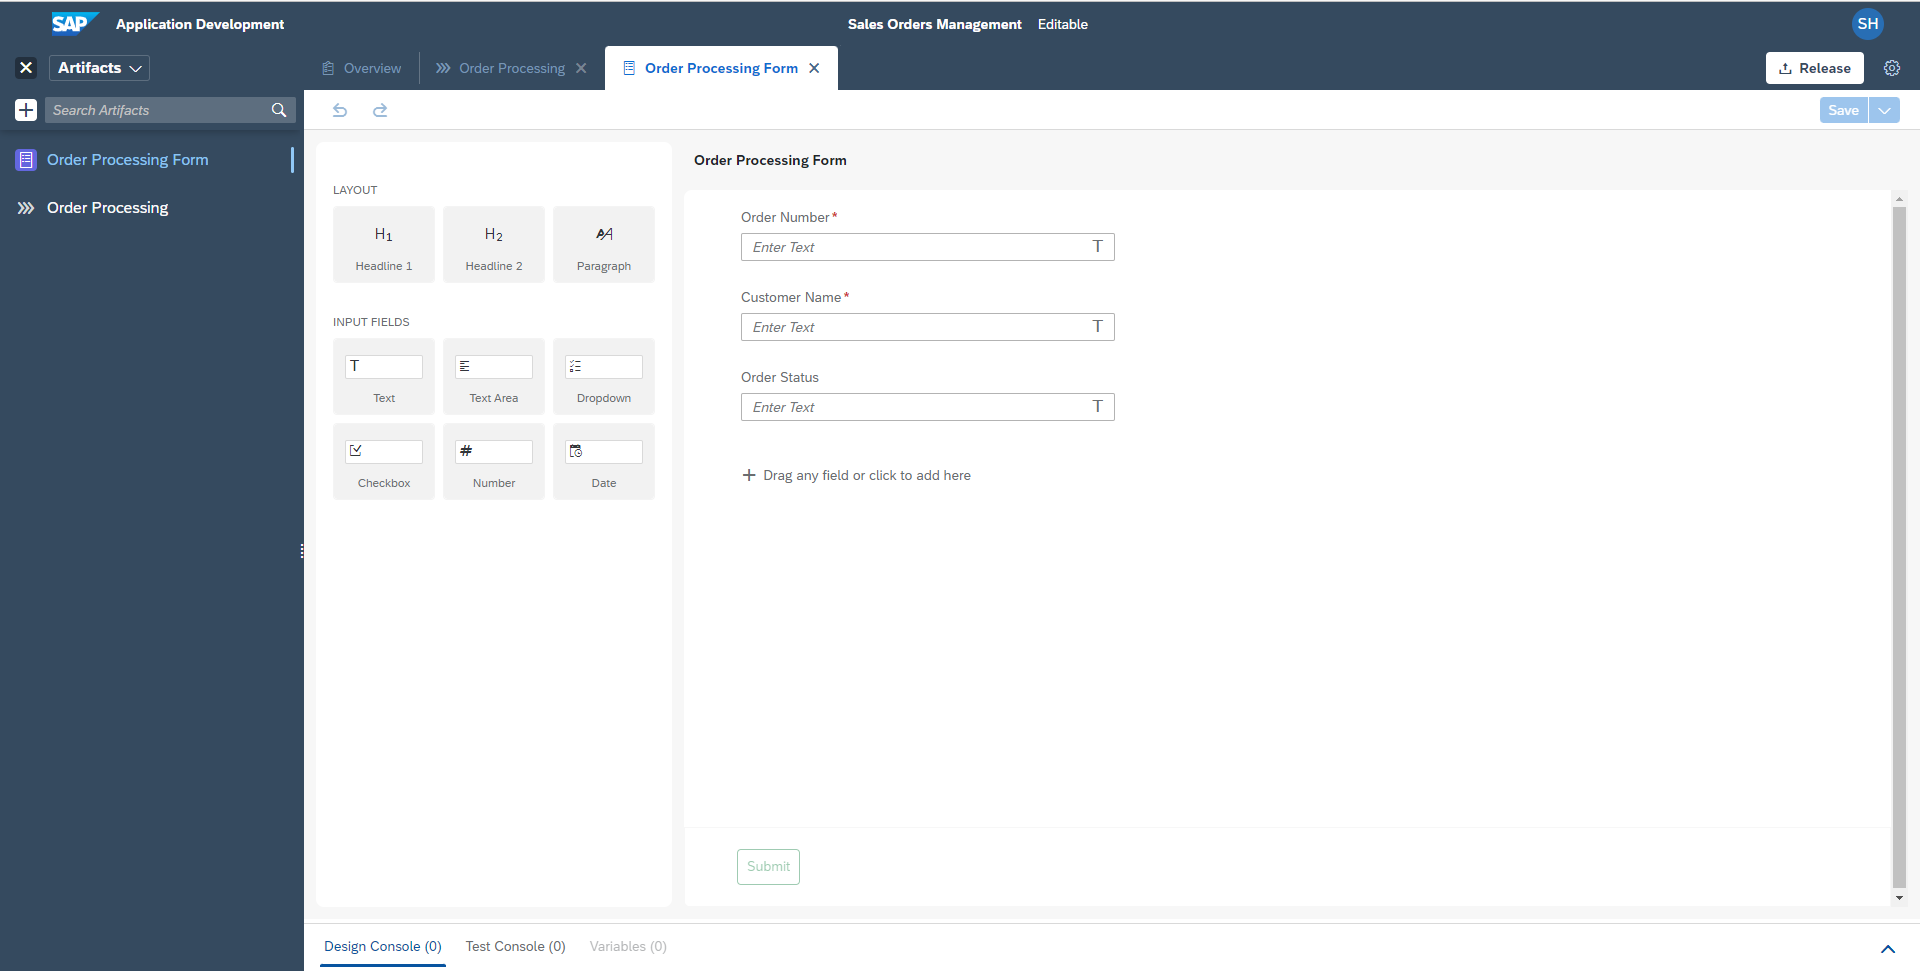 SAP Application Development
Sales Orders Management Editable
SH
Artifacts
Overview
Order Processing
Order Processing Form
Release
Search Artifacts
Save
Order Processing Form
Order Processing
LAYOUT
H1 H2 AA
Headline 1 Headline 2 Paragraph
INPUT FIELDS
T
Text Text Area Dropdown
#
Checkbox Number Date
Order Processing Form
Order Number*
Enter Text T
Customer Name*
Enter Text T
Order Status
Enter Text T
+ Drag any field or click to add here
Submit
Design Console (0) Test Console (0) Variables (0)